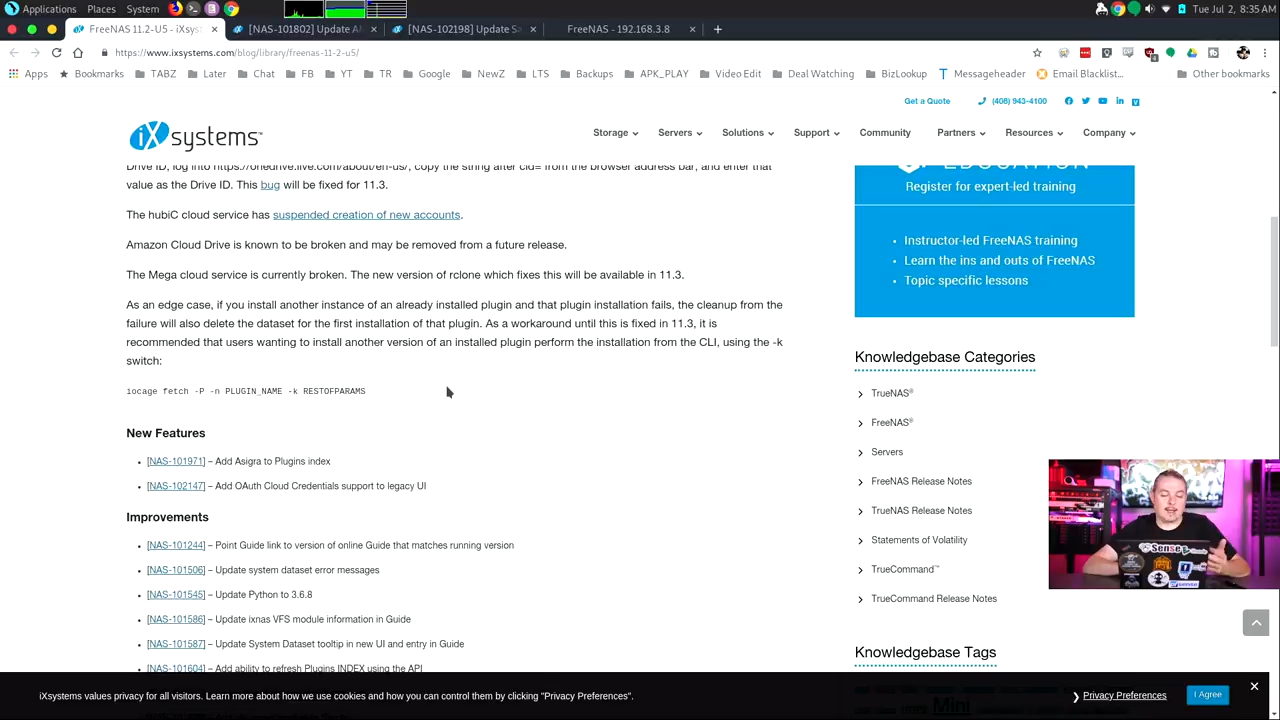 Applications Places System
Tue Jul 2, 3:35 AM
FreeNAS 11.2-U5 - iXsys
[NAS-101802] Update A
[NAS-102198] Update Sa
FreeNAS - 192.168.3.8
https://www.ixsystems.com/blog/library/freenas-11-2-u5/
Apps Bookmarks TABZ Later Chat FB YT TR Google NewZ LTS Backups APK_PLAY Video Edit Deal Watching BizLookup Messageheader Email Blacklist... Other bookmarks
Get a Quote (408) 943-4100
iXsystems™
Storage Servers Solutions Support Community Partners Resources Company
Drive ID, log into https://onedrive.live.com/about/en-us/, copy the string after cid= from the browser address bar, and enter that
value as the Drive ID. This bug will be fixed for 11.3.
The hubiC cloud service has suspended creation of new accounts.
Amazon Cloud Drive is known to be broken and may be removed from a future release.
The Mega cloud service is currently broken. The new version of rclone which fixes this will be available in 11.3.
As an edge case, if you install another instance of an already installed plugin and that plugin installation fails, the cleanup from the
failure will also delete the dataset for the first installation of that plugin. As a workaround until this is fixed in 11.3, it is
recommended that users wanting to install another version of an installed plugin perform the installation from the CLI, using the -k
switch:
iocage fetch -P -n PLUGIN_NAME -k RESTOFPARAMS
New Features
• [NAS-101971] – Add Asigra to Plugins index
• [NAS-102147] – Add OAuth Cloud Credentials support to legacy UI
Improvements
• [NAS-101244] – Point Guide link to version of online Guide that matches running version
• [NAS-101506] – Update system dataset error messages
• [NAS-101545] – Update Python to 3.6.8
• [NAS-101586] – Update ixnas VFS module information in Guide
• [NAS-101587] – Update System Dataset tooltip in new UI and entry in Guide
• [NAS-101604] – Add ability to refresh Plugins INDEX using the API
EDUCATION
Register for expert-led training
• Instructor-led FreeNAS training
• Learn the ins and outs of FreeNAS
• Topic specific lessons
Knowledgebase Categories
TrueNAS®
FreeNAS®
Servers
FreeNAS Release Notes
TrueNAS Release Notes
Statements of Volatility
TrueCommand™
TrueCommand Release Notes
Knowledgebase Tags
Mini
iXsystems values privacy for all visitors. Learn more about how we use cookies and how you can control them by clicking "Privacy Preferences".
❯ Privacy Preferences
I Agree